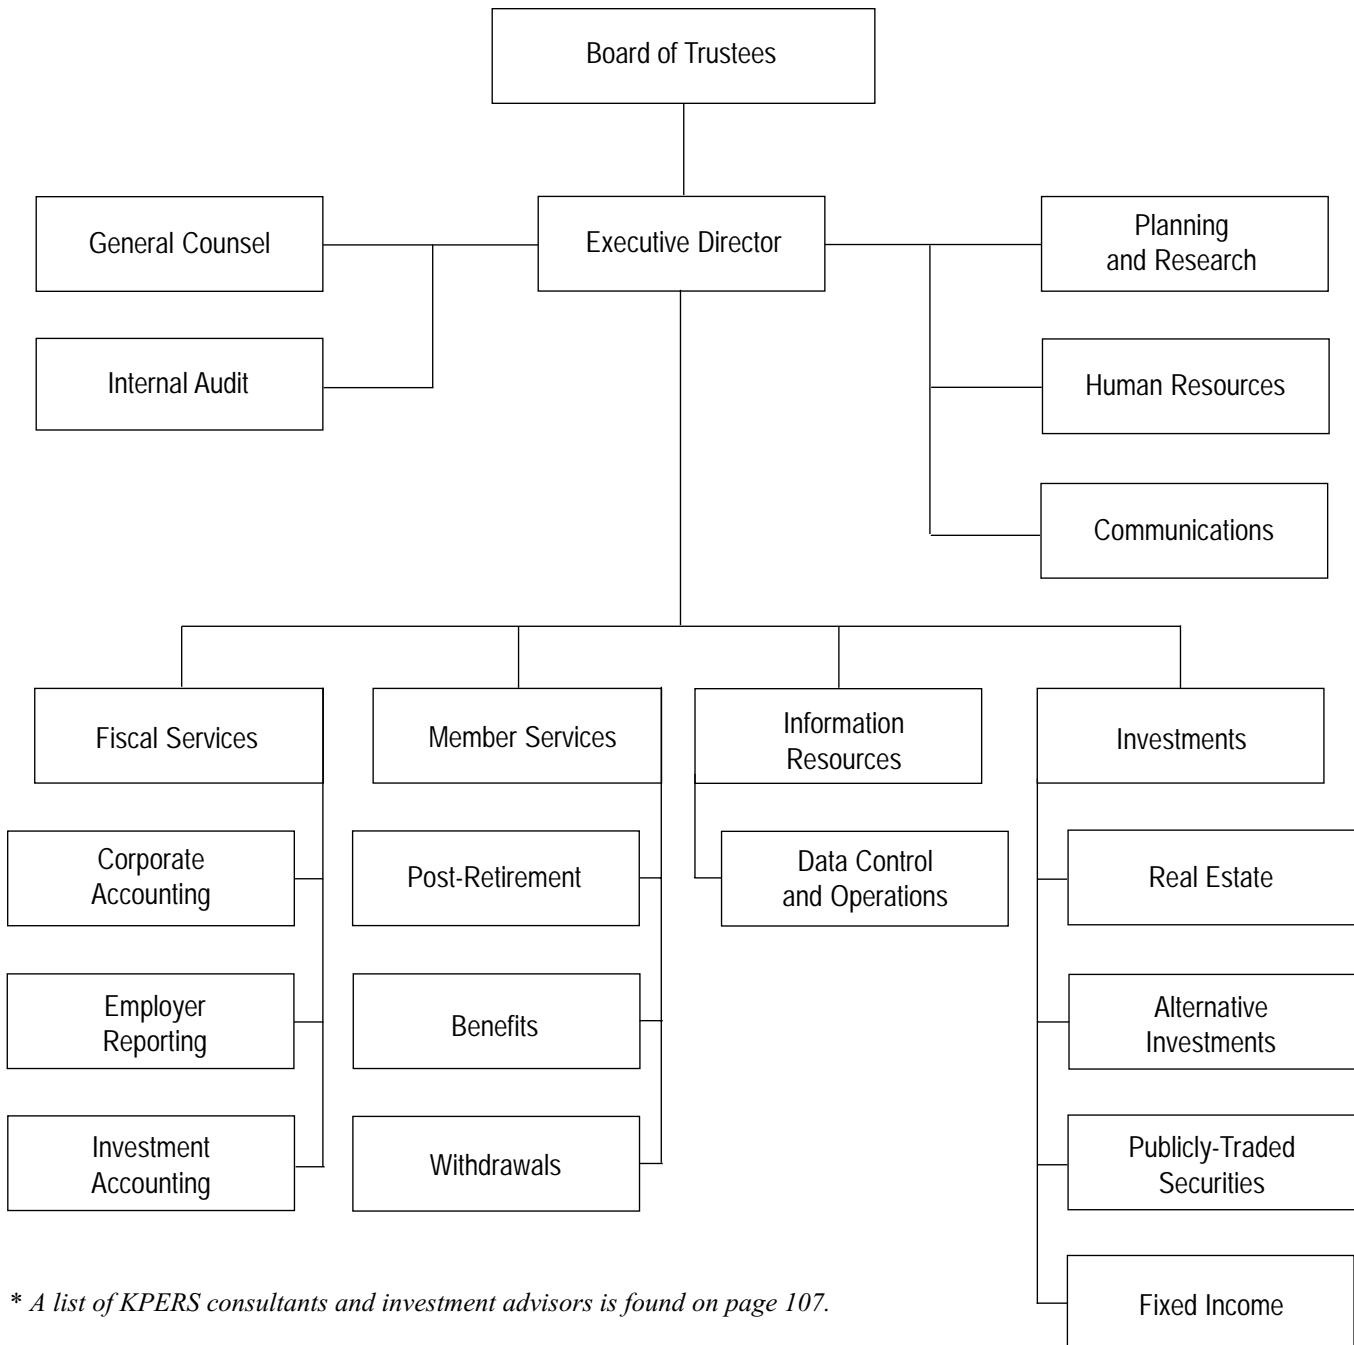 Board of Trustees
General Counsel
Executive Director
Planning
and Research
Internal Audit
Human Resources
Communications
Fiscal Services
Member Services
Information
Resources
Investments
Corporate
Accounting
Post-Retirement
Data Control
and Operations
Real Estate
Employer
Reporting
Benefits
Alternative
Investments
Investment
Accounting
Withdrawals
Publicly-Traded
Securities
Fixed Income
* A list of KPERS consultants and investment advisors is found on page 107.